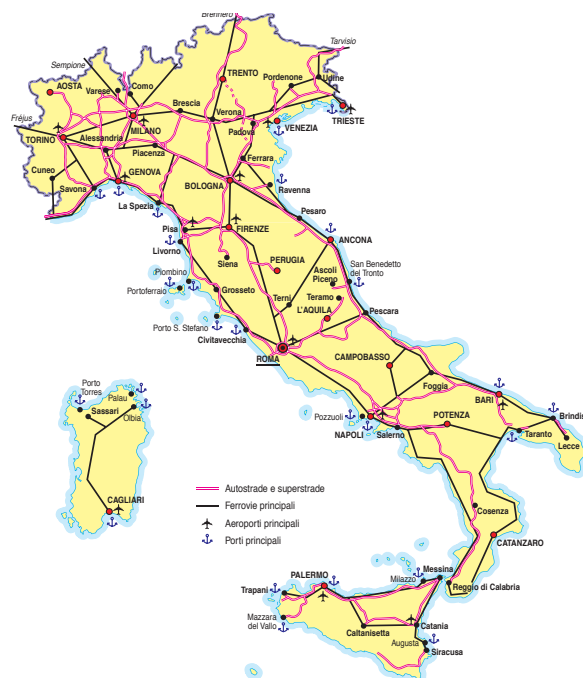 Brennero
Tarvisio
Sempione
Fréjus
AOSTA
Varese
Como
TRENTO
Pordenone
Udine
TRIESTE
Brescia
Verona
Padova
VENEZIA
MILANO
TORINO
Alessandria
Piacenza
Ferrara
Cuneo
GENOVA
Savona
BOLOGNA
Ravenna
La Spezia
Pesaro
Pisa
FIRENZE
Livorno
ANCONA
Siena
PERUGIA
San Benedetto
del Tronto
Piombino
Portoferraio
Grosseto
Ascoli
Piceno
Teramo
Terni
L'AQUILA
Pescara
Porto S. Stefano
Civitavecchia
ROMA
CAMPOBASSO
Foggia
BARI
Pozzuoli
NAPOLI
Salerno
POTENZA
Brindisi
Taranto
Lecce
Porto
Torres
Palau
Sassari
Olbia
CAGLIARI
Autostrade e superstrade
Ferrovie principali
Aeroporti principali
Porti principali
Cosenza
CATANZARO
Messina
Milazzo
Reggio di Calabria
PALERMO
Trapani
Mazzara
del Vallo
Caltanisetta
Catania
Augusta
Siracusa